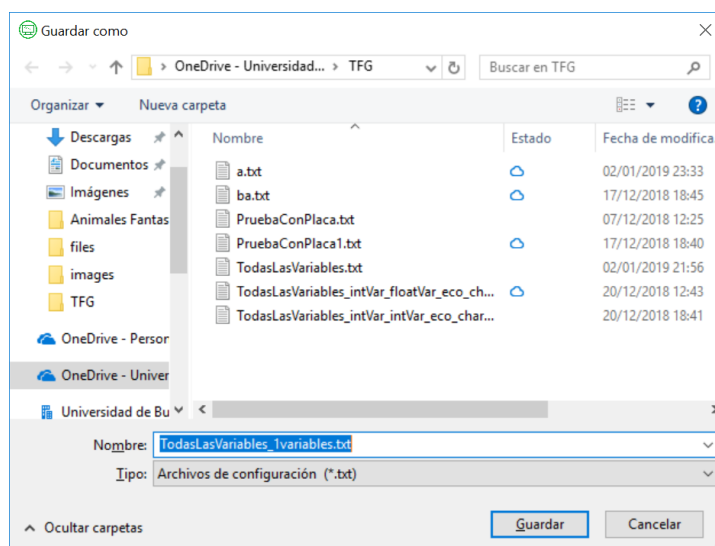 Guardar como
OneDrive - Universidad... > TFG
Buscar en TFG
Organizar
Nueva carpeta
?
Descargas
Documentos
Imágenes
Animales Fantas
files
images
TFG
OneDrive - Person
OneDrive - Univer
Universidad de Bu
Nombre Estado Fecha de modifica
a.txt 02/01/2019 23:33
ba.txt 17/12/2018 18:45
PruebaConPlaca.txt 07/12/2018 12:25
PruebaConPlaca1.txt 17/12/2018 18:40
TodasLasVariables.txt 02/01/2019 21:56
TodasLasVariables_intVar_floatVar_eco_ch... 20/12/2018 12:43
TodasLasVariables_intVar_intVar_eco_char... 20/12/2018 18:41
Nombre: TodasLasVariables_1variables.txt
Tipo: Archivos de configuración (*.txt)
Ocultar carpetas
Guardar
Cancelar